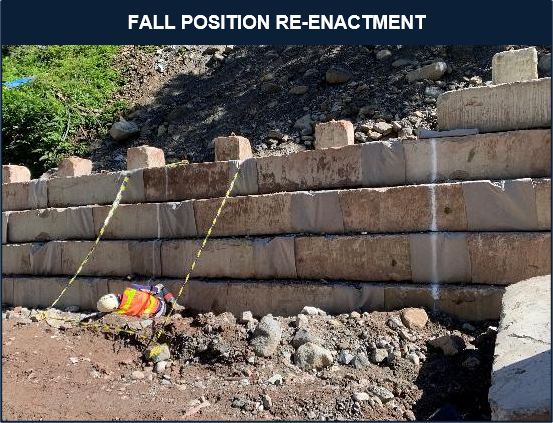 FALL POSITION RE-ENACTMENT